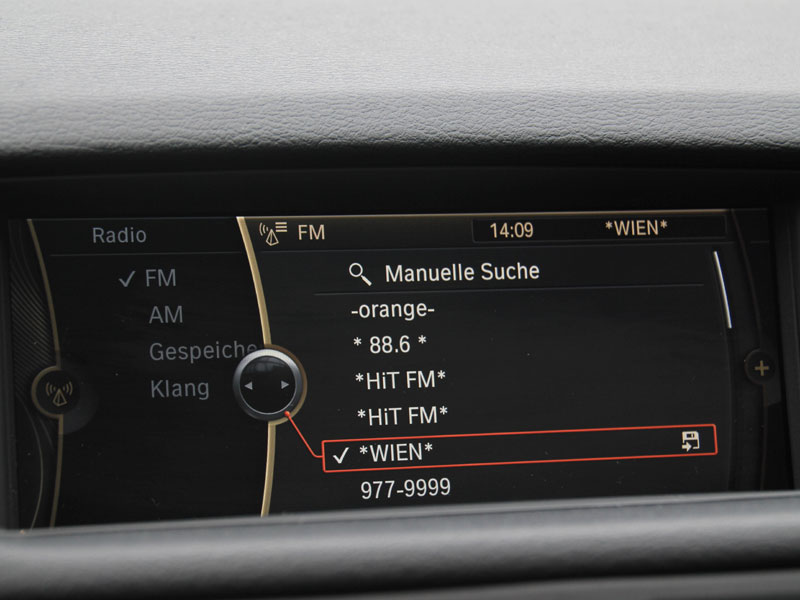 Radio
FM
14:09
*WIEN*
✓ FM
AM
Gespeiche
Klang
Manuelle Suche
-orange-
* 88.6 *
*HiT FM*
*HiT FM*
✓ *WIEN*
977-9999